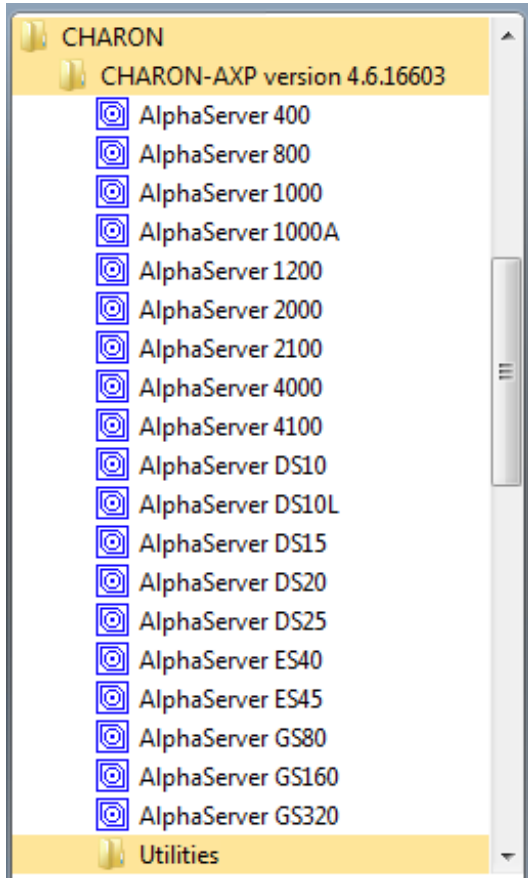 CHARON
CHARON-AXP version 4.6.16603
AlphaServer 400
AlphaServer 800
AlphaServer 1000
AlphaServer 1000A
AlphaServer 1200
AlphaServer 2000
AlphaServer 2100
AlphaServer 4000
AlphaServer 4100
AlphaServer DS10
AlphaServer DS10L
AlphaServer DS15
AlphaServer DS20
AlphaServer DS25
AlphaServer ES40
AlphaServer ES45
AlphaServer GS80
AlphaServer GS160
AlphaServer GS320
Utilities